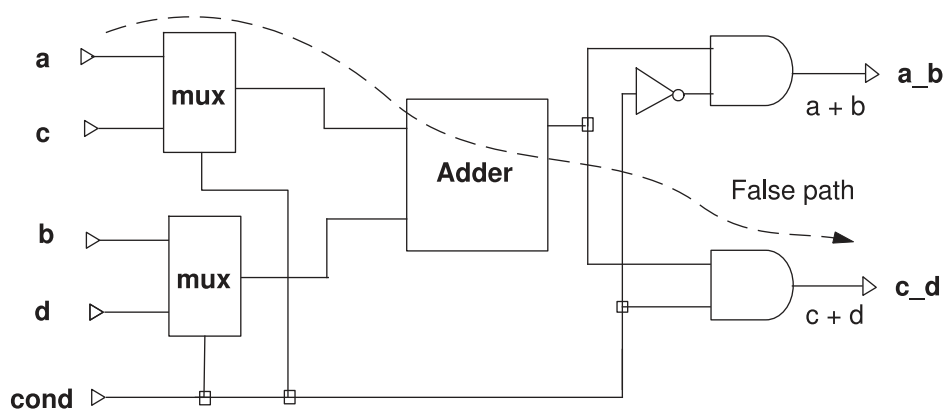 a
mux
c
b
mux
d
cond
Adder
a_b
a + b
False path
c_d
c + d